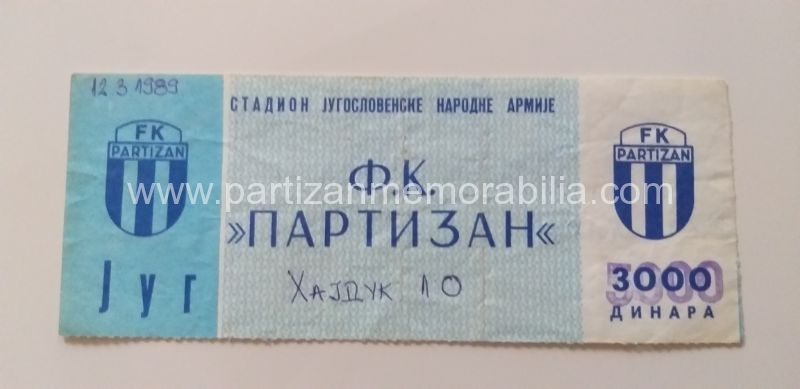 12 3 1989
СТАДИОН ЈУГОСЛОВЕНСКЕ НАРОДНЕ АРМИЈЕ
FK
PARTIZAN
FK
PARTIZAN
Ф.К.
www.partizanmemorabilia.com
»ПАРТИЗАН«
Југ
ХАЈДУК 1 0
3000
5000
ДИНАРА